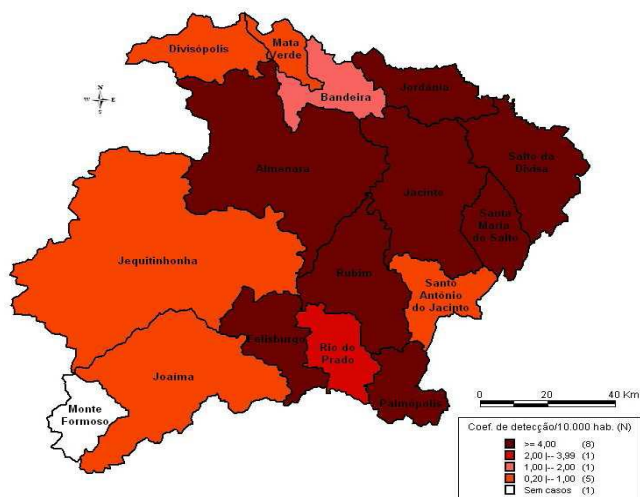 Divisópolis
Mata
Verde
Bandeira
Jordânia
N
W
E
S
Almenara
Jacinto
Salto da
Divisa
Santa
Maria
do Salto
Jequitinhonha
Rubim
Santo
Antônio
do Jacinto
Felisburgo
Rio do
Prado
Joaíma
Palmópolis
Monte
Formoso
0 20 40 Km
Coef. de detecção/10.000 hab. (N)
>= 4,00 (8)
2,00 |-- 3,99 (1)
1,00 |-- 2,00 (1)
0,20 |-- 1,00 (5)
Sem casos (1)